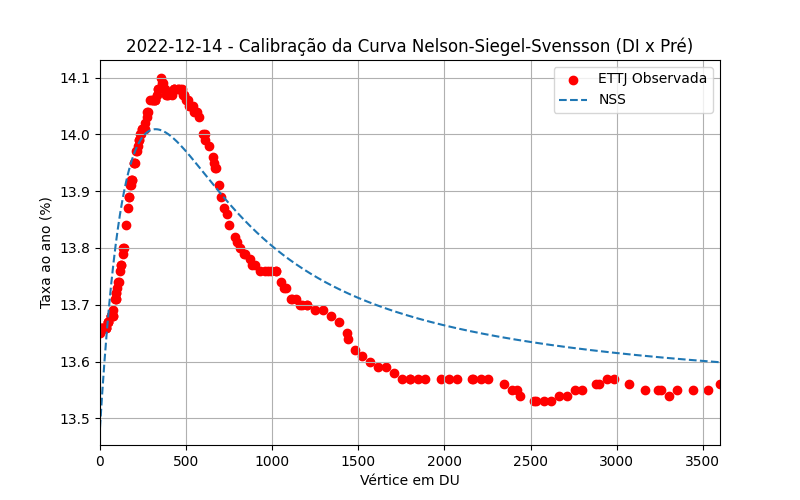 2022-12-14 - Calibração da Curva Nelson-Siegel-Svensson (DI x Pré)
ETTJ Observada
NSS
Taxa ao ano (%)
14.1
14.0
13.9
13.8
13.7
13.6
13.5
0 500 1000 1500 2000 2500 3000 3500
Vértice em DU